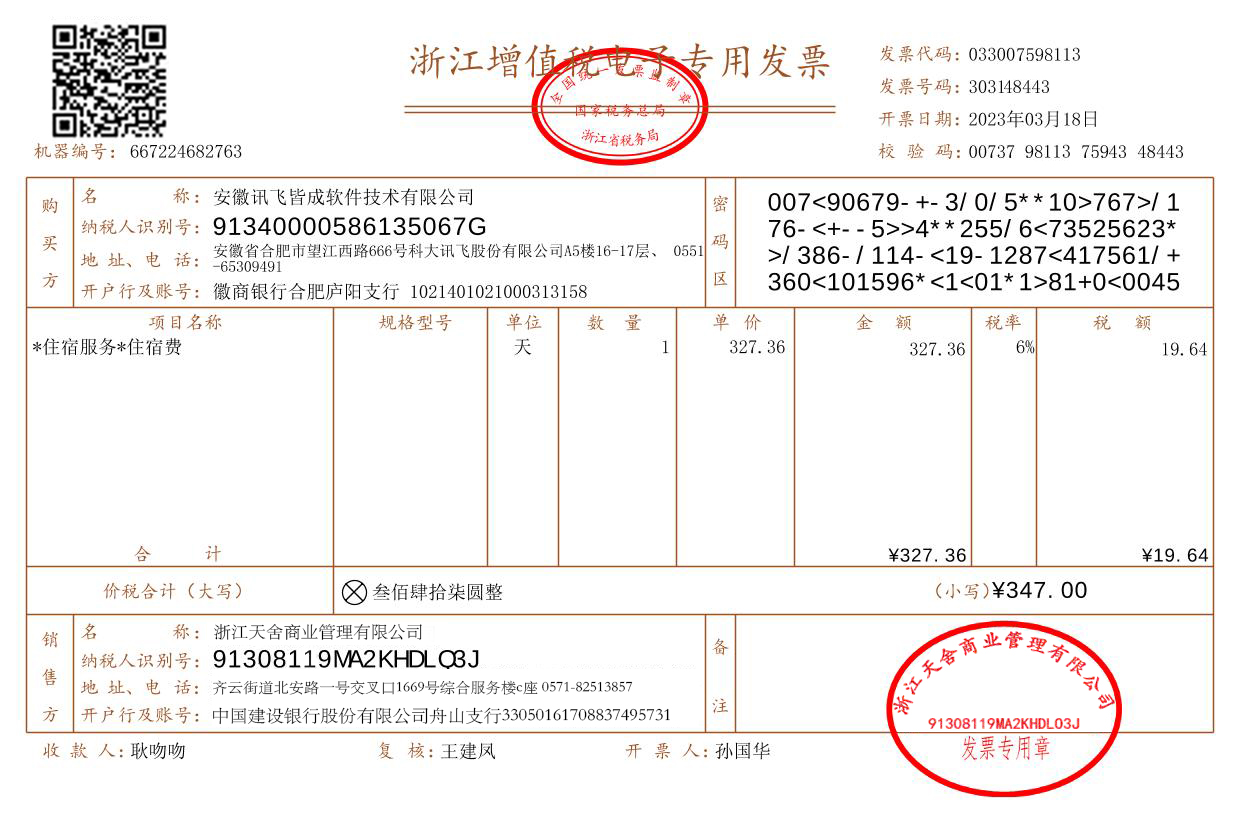 浙江增值税电子专用发票
全国统一发票监制章
国家税务总局
浙江省税务局
发票代码: 033007598113
发票号码: 303148443
开票日期: 2023年03月18日
校 验 码: 00737 98113 75943 48443
机器编号: 667224682763
购买方
名 称: 安徽讯飞皆成软件技术有限公司
纳税人识别号: 91340000586135067G
地 址、电 话: 安徽省合肥市望江西路666号科大讯飞股份有限公司A5楼16-17层、 0551
-65309491
开户行及账号: 徽商银行合肥庐阳支行 1021401021000313158
密码区
007<90679-+-3/0/5**10>767>/1
76-<+--5>>4**255/6<73525623*
>/386-/114-<19-1287<417561/+
360<101596*<1<01*1>81+0<0045
项目名称 规格型号 单位 数 量 单 价 金 额 税率 税 额
*住宿服务*住宿费 天 1 327.36 327.36 6% 19.64
合 计 ¥327.36 ¥19.64
价税合计（大写） 叁佰肆拾柒圆整 （小写）¥347.00
销售方
名 称: 浙江天舍商业管理有限公司
纳税人识别号: 91308119MA2KHDLQ3J
地 址、电 话: 齐云街道北安路一号交叉口1669号综合服务楼c座 0571-82513857
开户行及账号: 中国建设银行股份有限公司舟山支行33050161708837495731
备注
浙江天舍商业管理有限公司
91308119MA2KHDLO3J
发票专用章
收 款 人: 耿吻吻 复 核: 王建凤 开 票 人: 孙国华